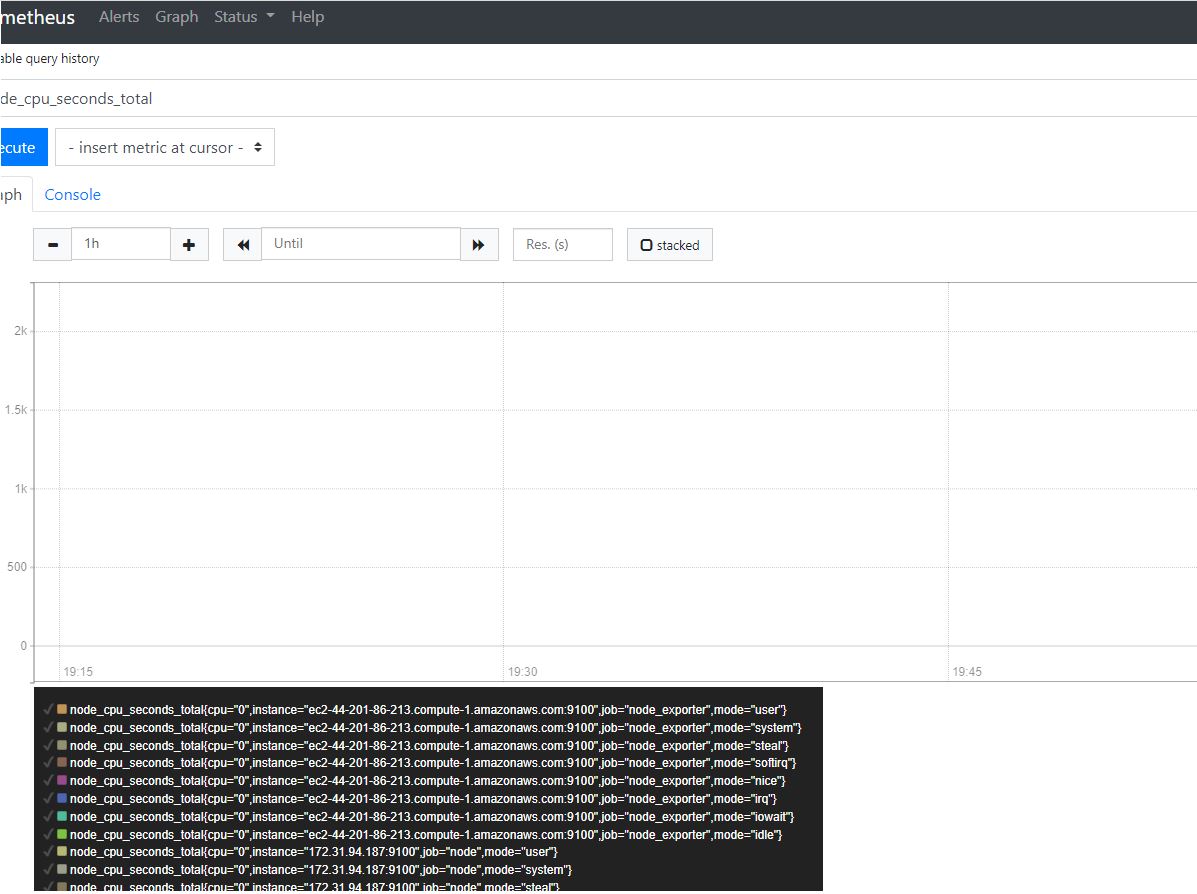 metheus Alerts Graph Status Help
able query history
de_cpu_seconds_total
ecute - insert metric at cursor -
aph Console
1h Until Res. (s) stacked
2k
1.5k
1k
500
0
19:15 19:30 19:45
node_cpu_seconds_total{cpu="0",instance="ec2-44-201-86-213.compute-1.amazonaws.com:9100",job="node_exporter",mode="user"}
node_cpu_seconds_total{cpu="0",instance="ec2-44-201-86-213.compute-1.amazonaws.com:9100",job="node_exporter",mode="system"}
node_cpu_seconds_total{cpu="0",instance="ec2-44-201-86-213.compute-1.amazonaws.com:9100",job="node_exporter",mode="steal"}
node_cpu_seconds_total{cpu="0",instance="ec2-44-201-86-213.compute-1.amazonaws.com:9100",job="node_exporter",mode="softirq"}
node_cpu_seconds_total{cpu="0",instance="ec2-44-201-86-213.compute-1.amazonaws.com:9100",job="node_exporter",mode="nice"}
node_cpu_seconds_total{cpu="0",instance="ec2-44-201-86-213.compute-1.amazonaws.com:9100",job="node_exporter",mode="irq"}
node_cpu_seconds_total{cpu="0",instance="ec2-44-201-86-213.compute-1.amazonaws.com:9100",job="node_exporter",mode="iowait"}
node_cpu_seconds_total{cpu="0",instance="ec2-44-201-86-213.compute-1.amazonaws.com:9100",job="node_exporter",mode="idle"}
node_cpu_seconds_total{cpu="0",instance="172.31.94.187:9100",job="node",mode="user"}
node_cpu_seconds_total{cpu="0",instance="172.31.94.187:9100",job="node",mode="system"}
node_cpu_seconds_total{cpu="0",instance="172.31.94.187:9100",job="node",mode="steal"}